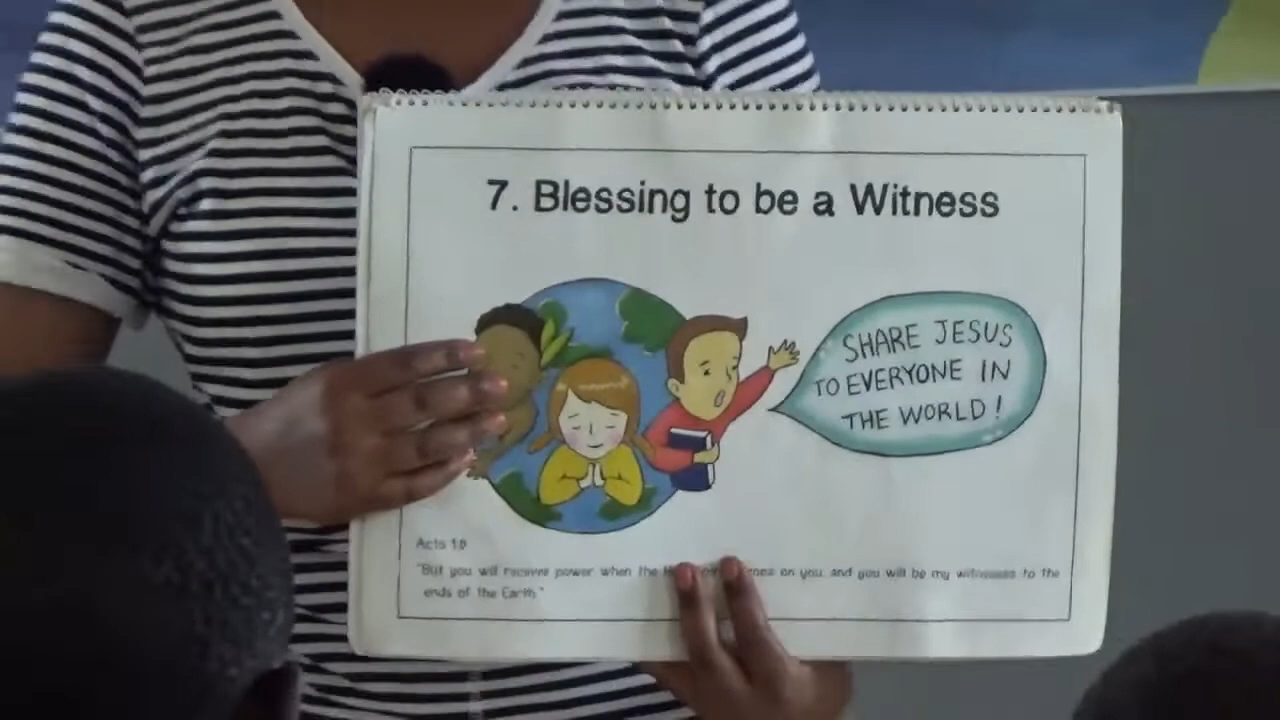 7. Blessing to be a Witness
SHARE JESUS
TO EVERYONE IN
THE WORLD!
Acts 1:8
"But you will receive power when the on you, and you will be my witnesses to the
ends of the Earth."